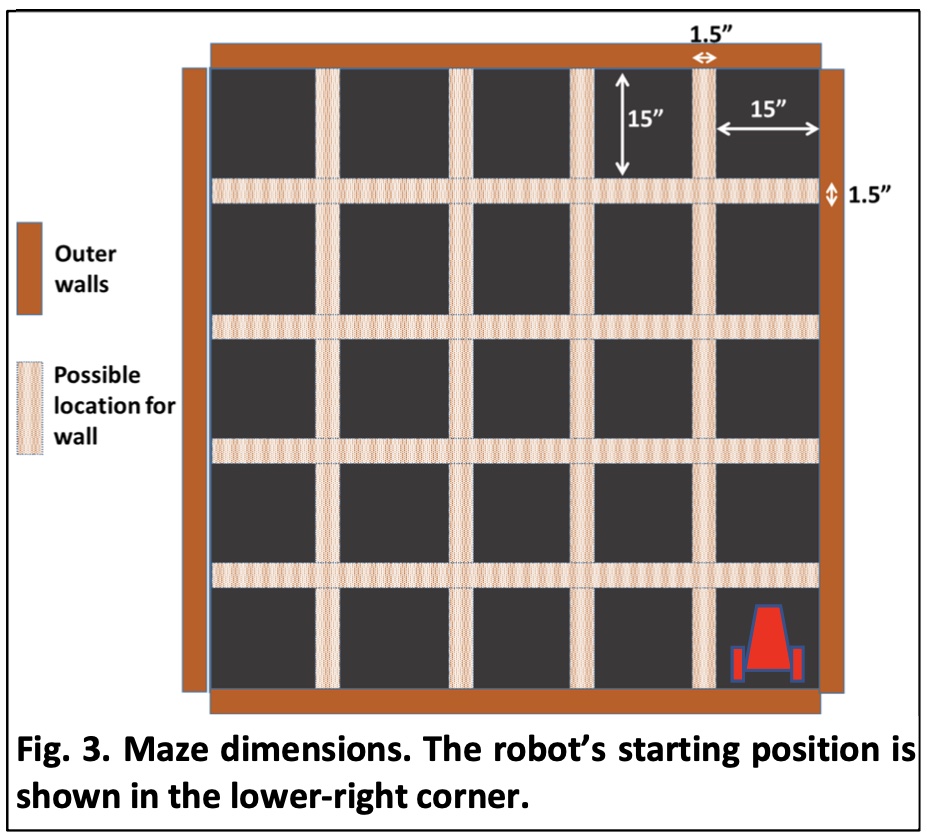 1.5”
15”
15”
1.5”
Outer
walls
Possible
location for
wall
Fig. 3. Maze dimensions. The robot’s starting position is
shown in the lower-right corner.